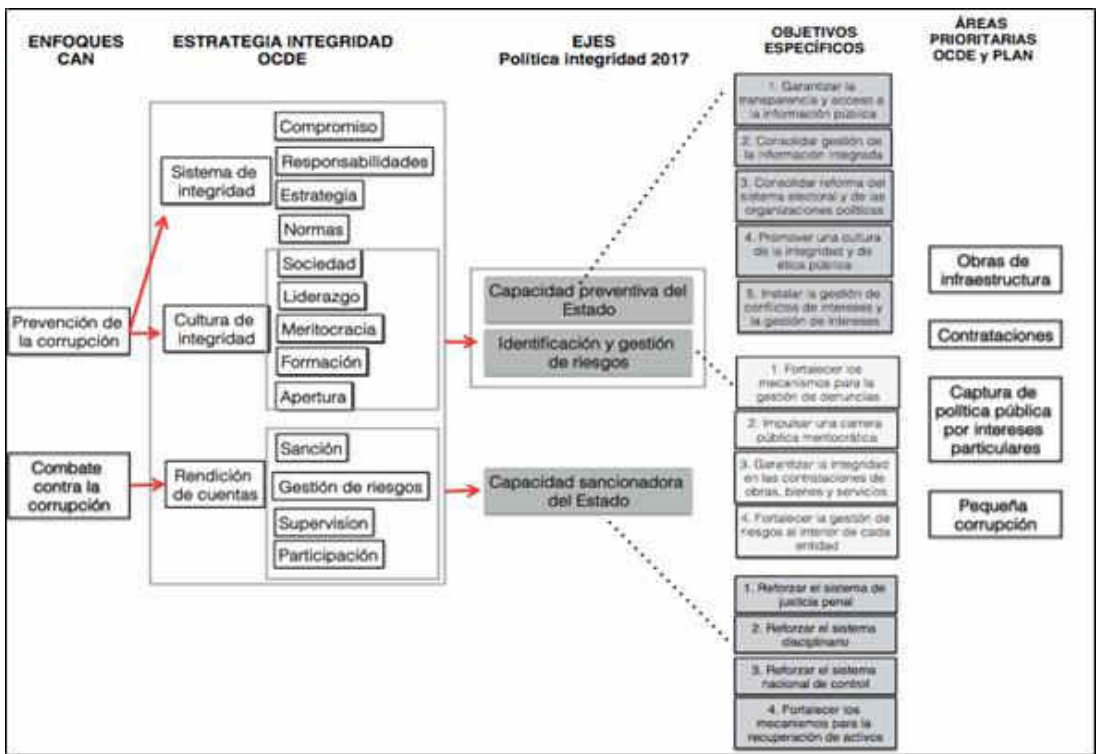 ENFOQUES
CAN
ESTRATEGIA INTEGRIDAD
OCDE
EJES
Política integridad 2017
OBJETIVOS
ESPECÍFICOS
ÁREAS
PRIORITARIAS
OCDE y PLAN
Prevención de
la corrupción
Combate
contra la
corrupción
Sistema de
integridad
Compromiso
Responsabilidades
Estrategia
Normas
Cultura de
integridad
Sociedad
Liderazgo
Meritocracia
Formación
Apertura
Rendición
de cuentas
Sanción
Gestión de riesgos
Supervision
Participación
Capacidad preventiva del
Estado
Identificación y gestión
de riesgos
Capacidad sancionadora
del Estado
1. Garantizar la
transparencia y acceso a
la información pública
2. Consolidar gestión de
la información integrada
3. Consolidar reforma del
sistema electoral y de las
organizaciones políticas
4. Promover una cultura
de la integridad y de
ética pública
5. Instalar la gestión de
conflictos de intereses y
la gestión de intereses
1. Fortalecer los
mecanismos para la
gestión de denuncias
2. Impulsar una carrera
pública meritocrática
3. Garantizar la integridad
en las contrataciones de
obras, bienes y servicios
4. Fortalecer la gestión de
riesgos al interior de cada
entidad
1. Reforzar el sistema de
justicia penal
2. Reforzar el sistema
disciplinario
3. Reforzar el sistema
nacional de control
4. Fortalecer los
mecanismos para la
recuperación de activos
Obras de
infraestructura
Contrataciones
Captura de
política pública
por intereses
particulares
Pequeña
corrupción